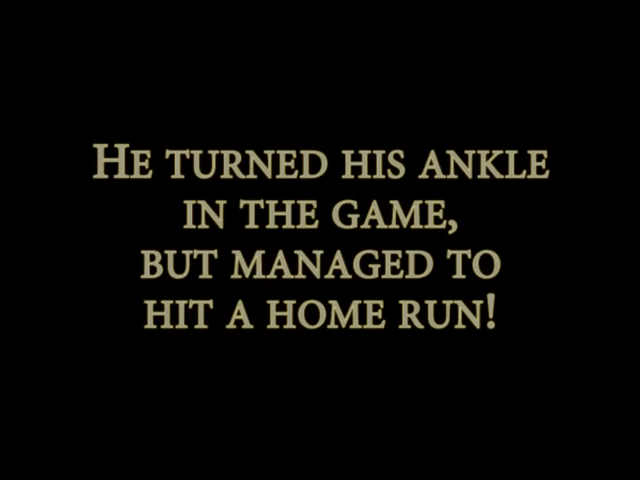 He turned his ankle
in the game,
but managed to
hit a home run!